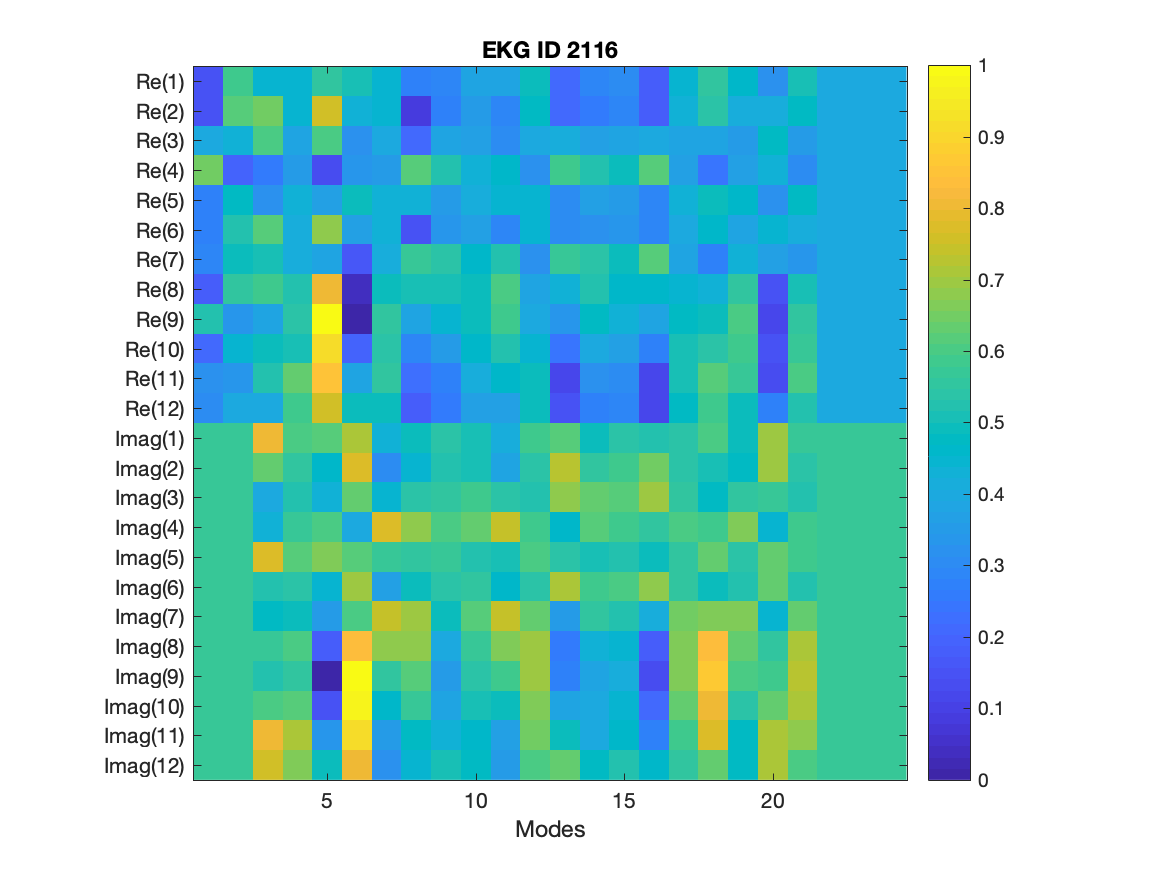 EKG ID 2116
Re(1)
Re(2)
Re(3)
Re(4)
Re(5)
Re(6)
Re(7)
Re(8)
Re(9)
Re(10)
Re(11)
Re(12)
Imag(1)
Imag(2)
Imag(3)
Imag(4)
Imag(5)
Imag(6)
Imag(7)
Imag(8)
Imag(9)
Imag(10)
Imag(11)
Imag(12)
5 10 15 20
Modes
1
0.9
0.8
0.7
0.6
0.5
0.4
0.3
0.2
0.1
0